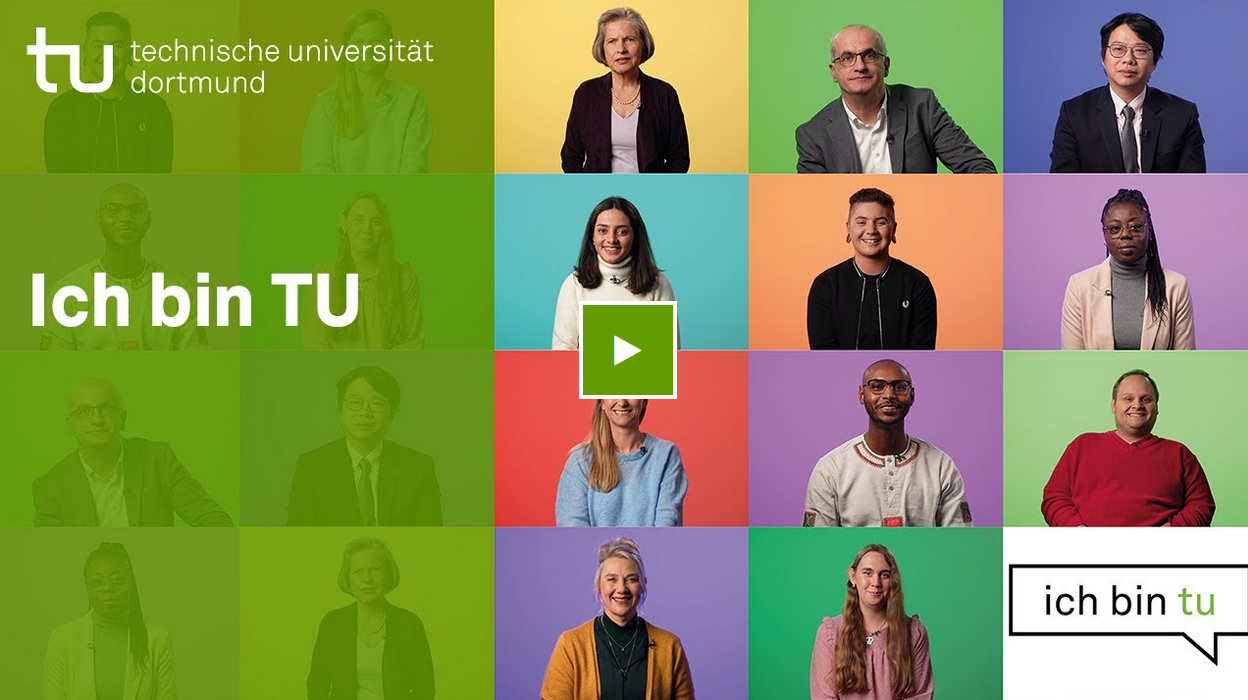 tu technische universität
dortmund
Ich bin TU
ich bin tu